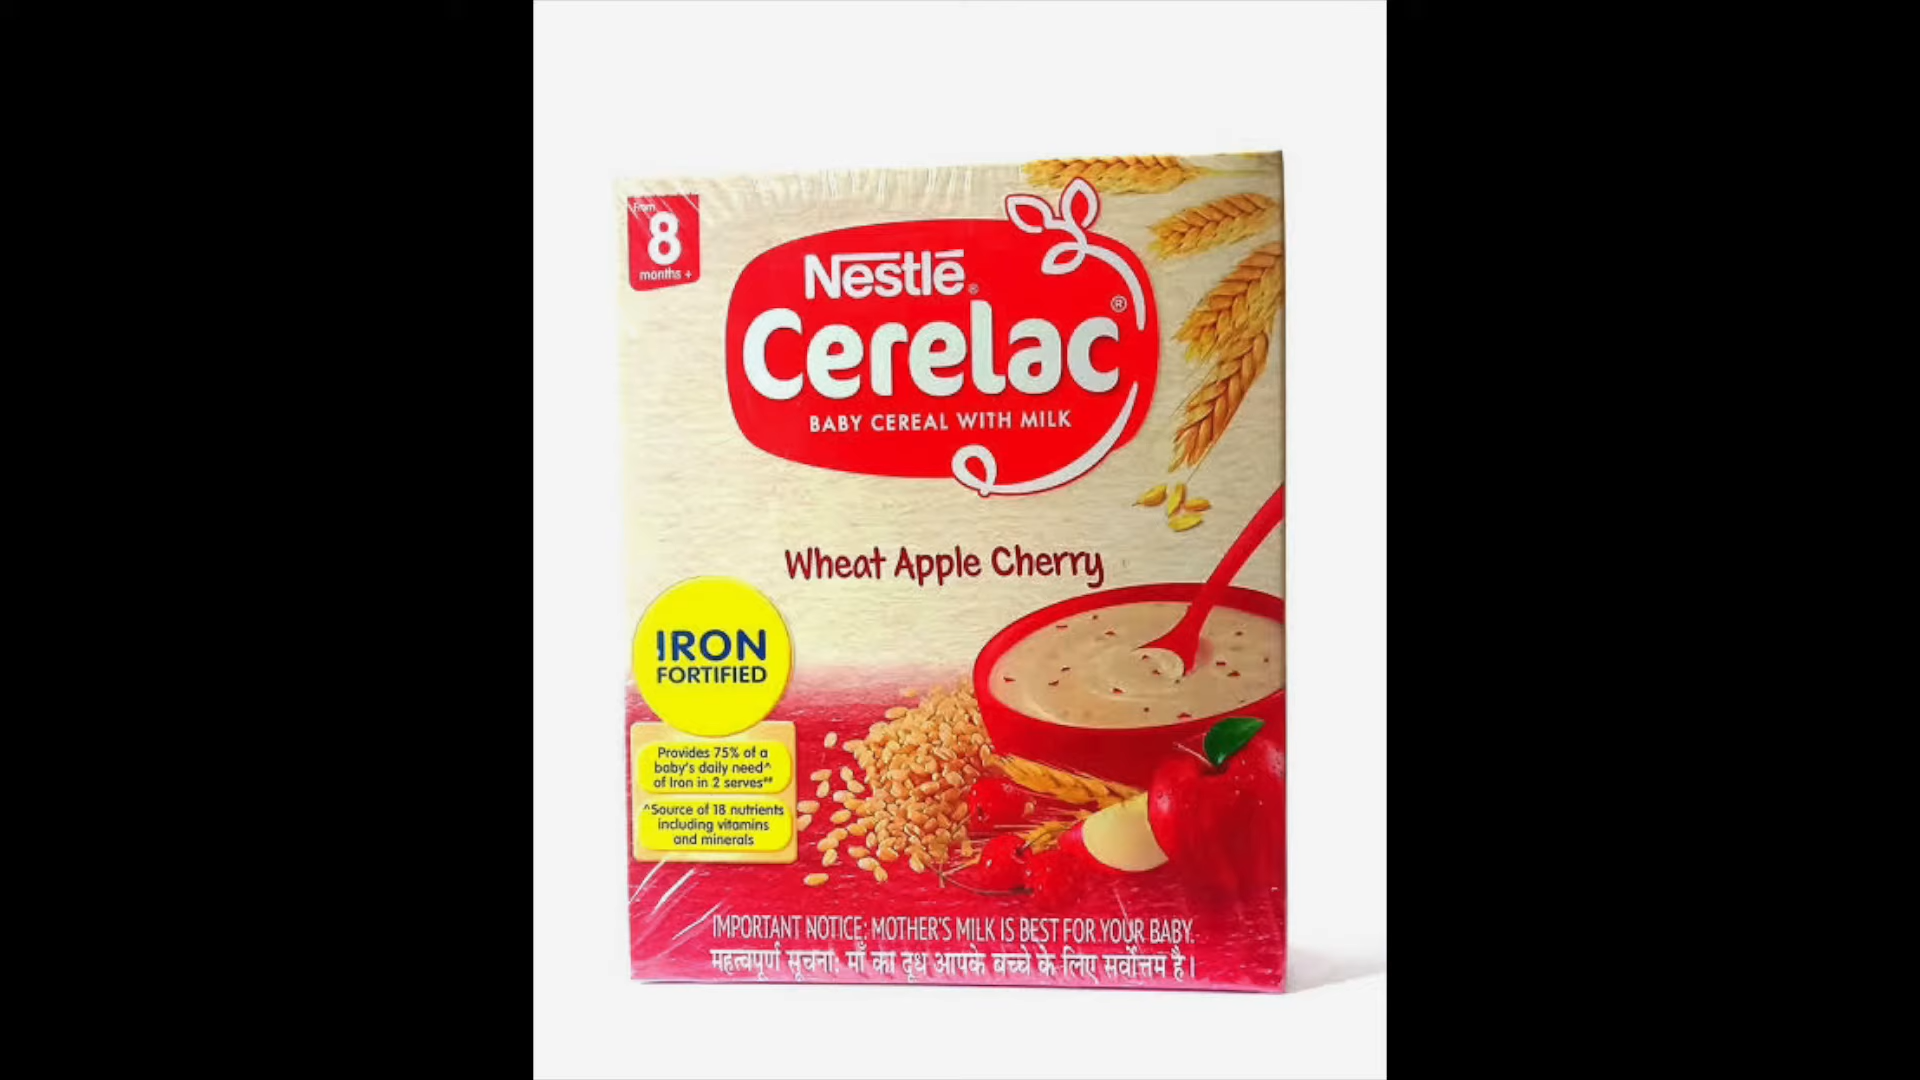 From
8
months +
Nestlé®
Cerelac®
BABY CEREAL WITH MILK
Wheat Apple Cherry
IRON
FORTIFIED
Provides 75% of a
baby's daily need^
of Iron in 2 serves##
^Source of 18 nutrients
including vitamins
and minerals
IMPORTANT NOTICE: MOTHER'S MILK IS BEST FOR YOUR BABY.
महत्वपूर्ण सूचना: माँ का दूध आपके बच्चे के लिए सर्वोत्तम है।